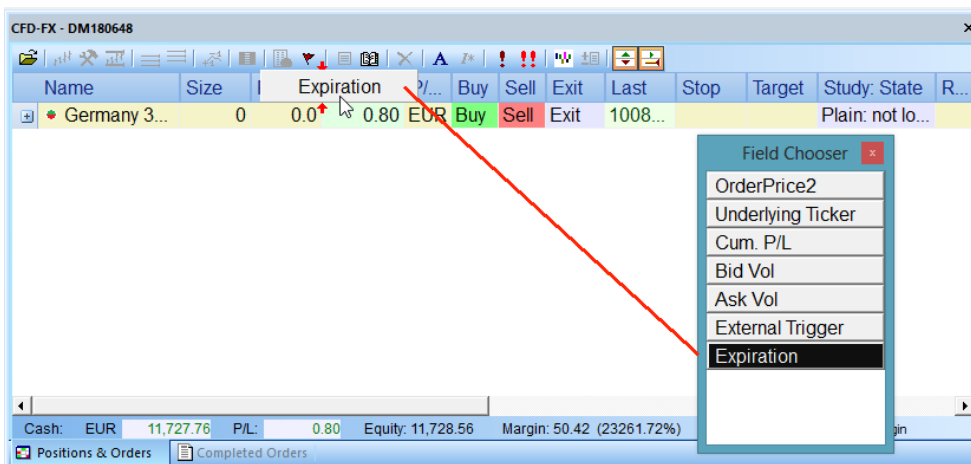 CFD-FX - DM180648
Name Size Expiration P/... Buy Sell Exit Last Stop Target Study: State R...
Germany 3... 0 0.0 0.80 EUR Buy Sell Exit 1008... Plain: not lo...
Field Chooser
OrderPrice2
Underlying Ticker
Cum. P/L
Bid Vol
Ask Vol
External Trigger
Expiration
Cash: EUR 11,727.76 P/L: 0.80 Equity: 11,728.56 Margin: 50.42 (23261.72%)
Positions & Orders Completed Orders